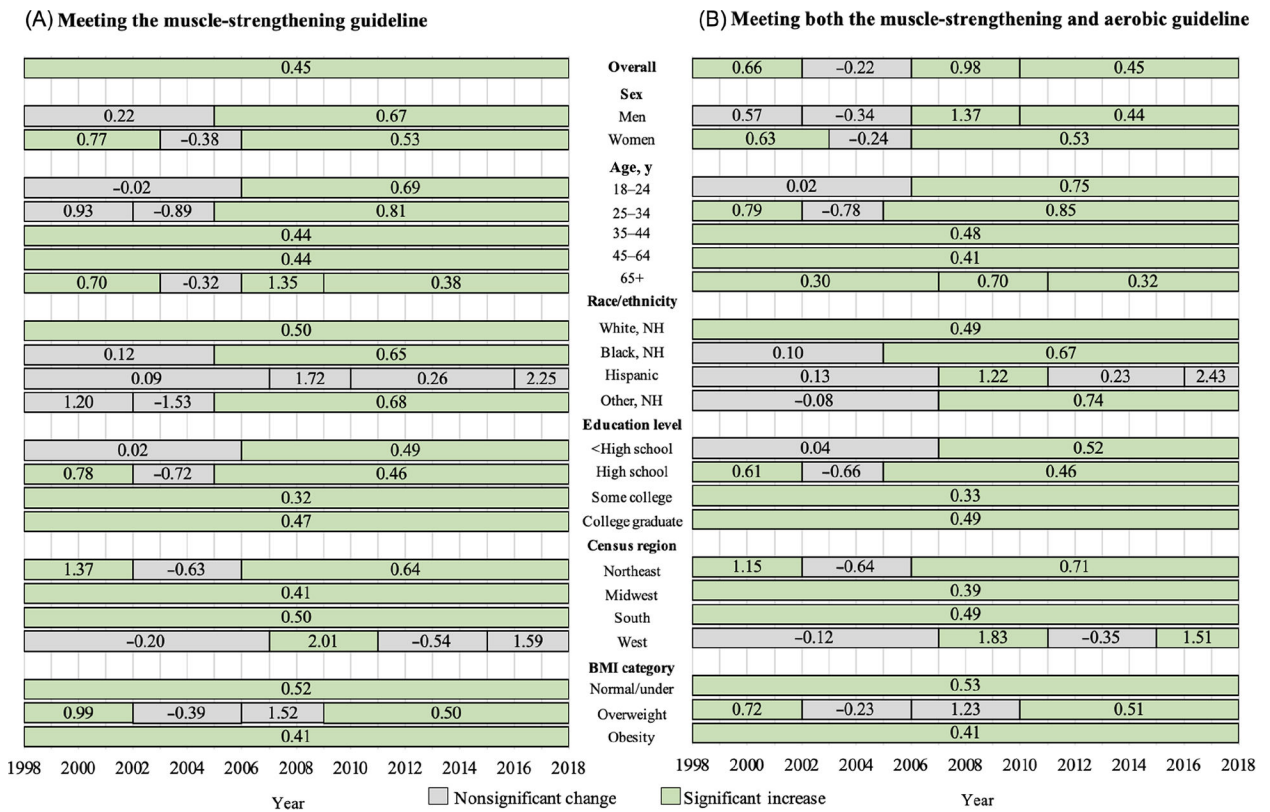 (A) Meeting the muscle-strengthening guideline
(B) Meeting both the muscle-strengthening and aerobic guideline
0.45 Overall 0.66 −0.22 0.98 0.45
Sex
0.22 0.67 Men 0.57 −0.34 1.37 0.44
0.77 −0.38 0.53 Women 0.63 −0.24 0.53
Age, y
−0.02 0.69 18–24 0.02 0.75
0.93 −0.89 0.81 25–34 0.79 −0.78 0.85
0.44 35–44 0.48
0.44 45–64 0.41
0.70 -0.32 1.35 0.38 65+ 0.30 0.70 0.32
Race/ethnicity
0.50 White, NH 0.49
0.12 0.65 Black, NH 0.10 0.67
0.09 1.72 0.26 2.25 Hispanic 0.13 1.22 0.23 2.43
1.20 −1.53 0.68 Other, NH −0.08 0.74
Education level
0.02 0.49 <High school 0.04 0.52
0.78 −0.72 0.46 High school 0.61 −0.66 0.46
0.32 Some college 0.33
0.47 College graduate 0.49
Census region
1.37 −0.63 0.64 Northeast 1.15 −0.64 0.71
0.41 Midwest 0.39
0.50 South 0.49
−0.20 2.01 −0.54 1.59 West −0.12 1.83 −0.35 1.51
BMI category
0.52 Normal/under 0.53
0.99 −0.39 1.52 0.50 Overweight 0.72 −0.23 1.23 0.51
0.41 Obesity 0.41
1998 2000 2002 2004 2006 2008 2010 2012 2014 2016 2018 1998 2000 2002 2004 2006 2008 2010 2012 2014 2016 2018
Year Nonsignificant change Significant increase Year